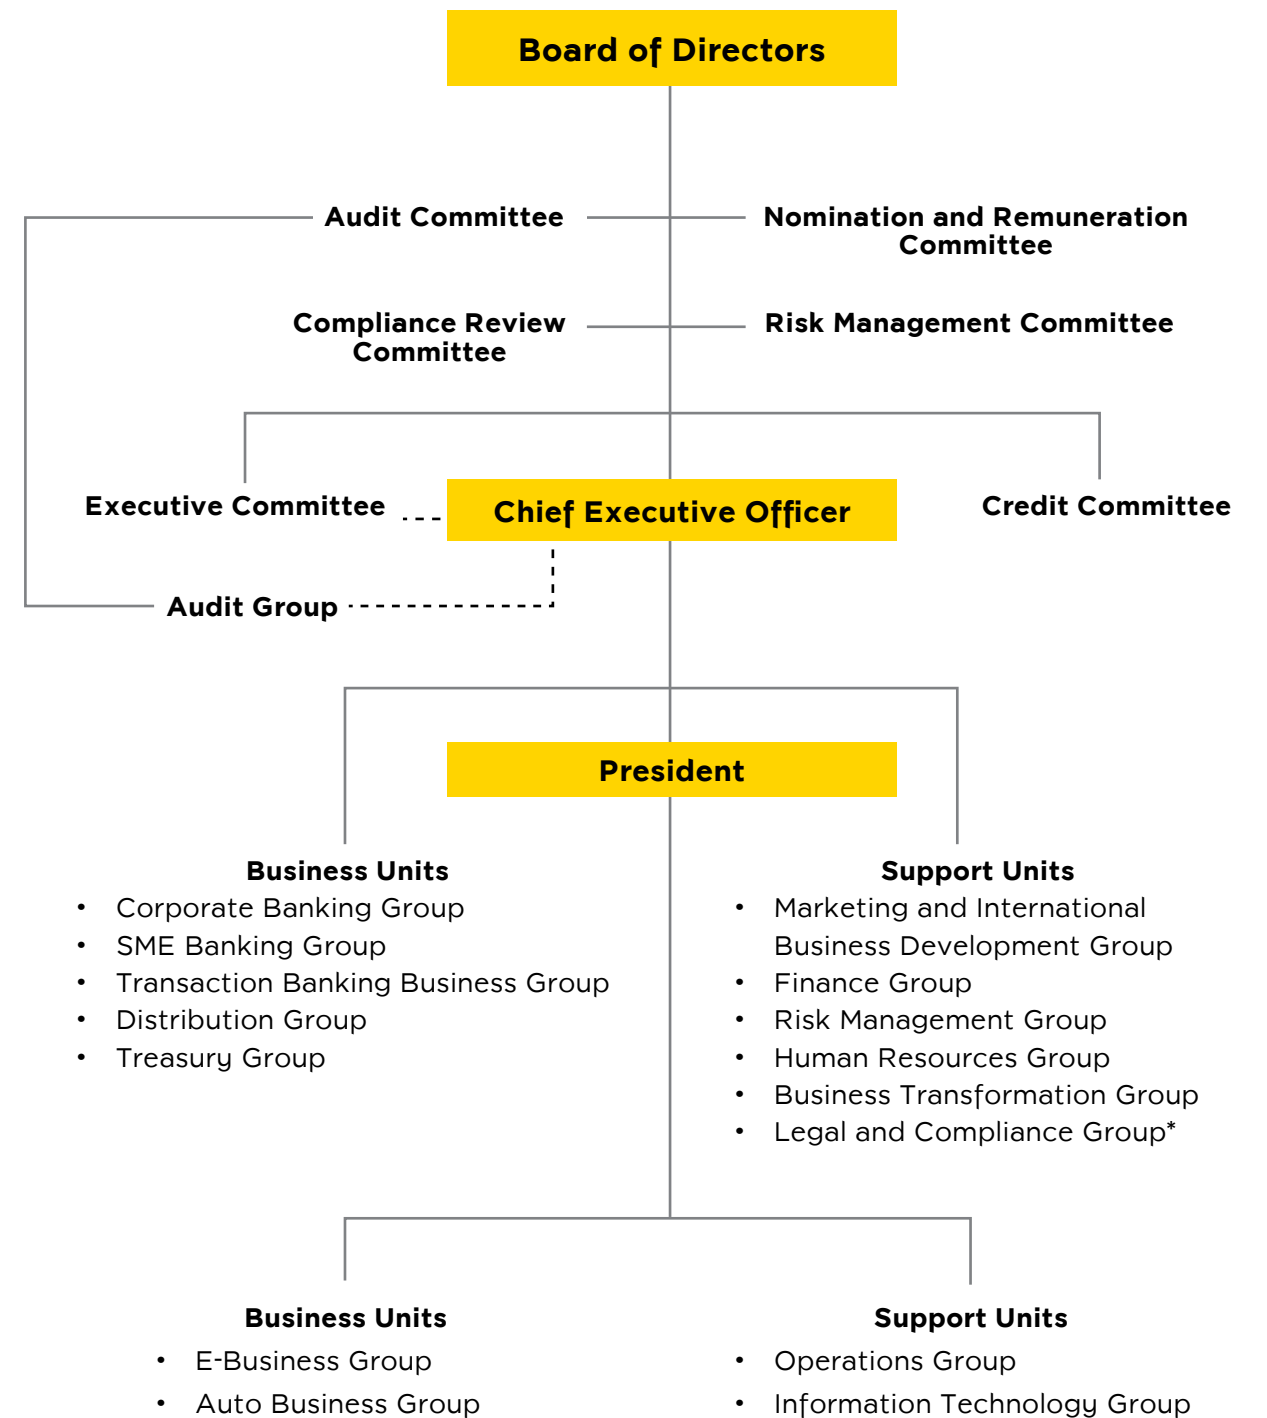 Board of Directors
Audit Committee
Nomination and Remuneration
Committee
Compliance Review
Committee
Risk Management Committee
Executive Committee
Chief Executive Officer
Credit Committee
Audit Group
President
Business Units
• Corporate Banking Group
• SME Banking Group
• Transaction Banking Business Group
• Distribution Group
• Treasury Group
Support Units
• Marketing and International
Business Development Group
• Finance Group
• Risk Management Group
• Human Resources Group
• Business Transformation Group
• Legal and Compliance Group*
Business Units
• E-Business Group
• Auto Business Group
Support Units
• Operations Group
• Information Technology Group